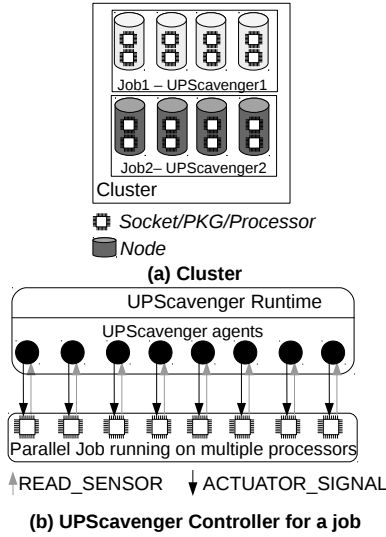 Job1 – UPScavenger1
Job2– UPScavenger2
Cluster
Socket/PKG/Processor
Node
(a) Cluster
UPScavenger Runtime
UPScavenger agents
Parallel Job running on multiple processors
READ_SENSOR ACTUATOR_SIGNAL
(b) UPScavenger Controller for a job